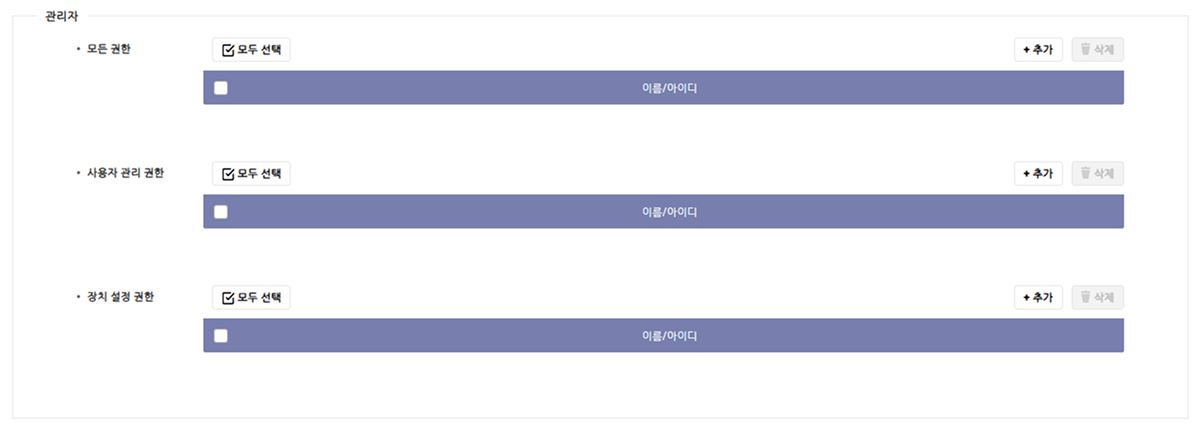 관리자
• 모든 권한
모두 선택
+ 추가
삭제
이름/아이디
• 사용자 관리 권한
모두 선택
+ 추가
삭제
이름/아이디
• 장치 설정 권한
모두 선택
+ 추가
삭제
이름/아이디